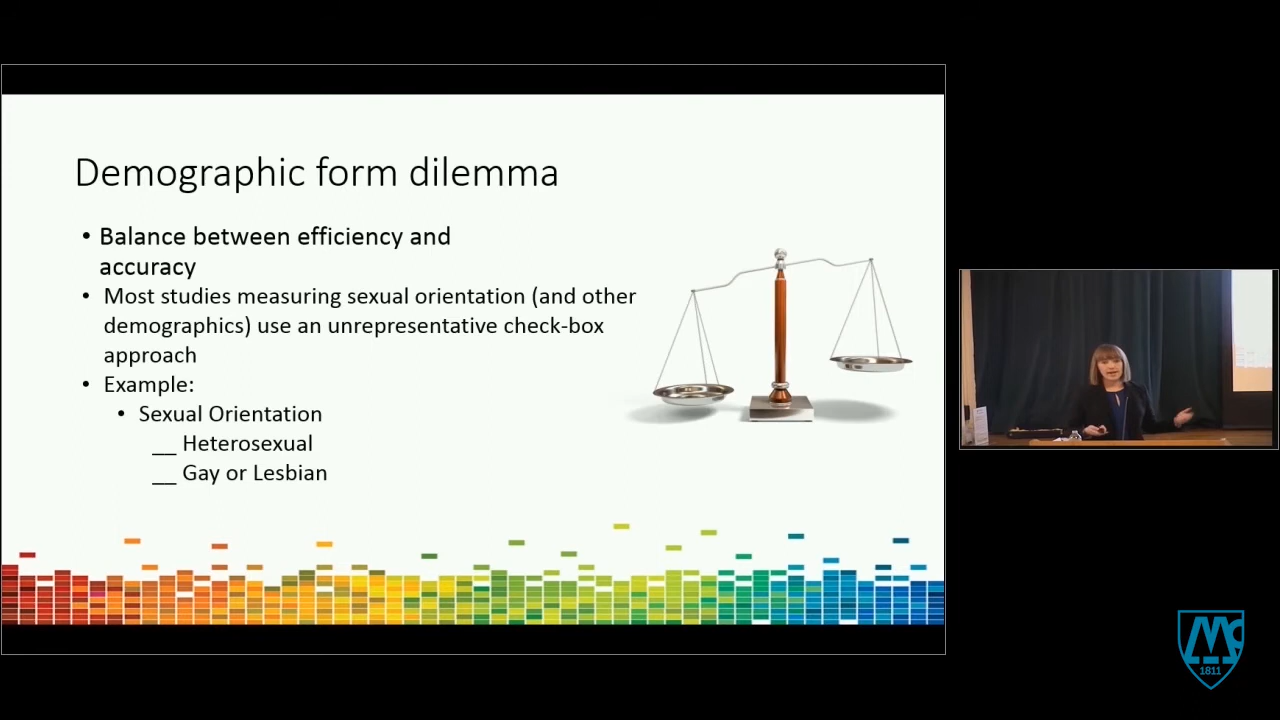 Demographic form dilemma
• Balance between efficiency and
accuracy
• Most studies measuring sexual orientation (and other
demographics) use an unrepresentative check-box
approach
• Example:
• Sexual Orientation
__ Heterosexual
__ Gay or Lesbian
Mc
1811